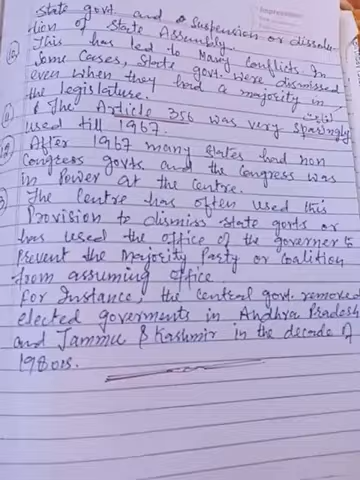 state govt and suspension or dissolu-
tion of state Assembly.
(10) This has led to many conflicts. In
Some Cases, State govt. were dismissed
even when they had a majority in
the legislature.
(11) & The Article 356 was very sparingly
used till 1967.
(12) After 1967 many states had non
Congress govts. and the Congress was
in Power at the centre.
The Centre has often used this
Provision to dismiss state govts or
has used the office of the governer to
Prevent the Majority Party or coalition
from assuming office.
For Instance, the central govt. removed
elected goverments in Andhra Pradesh
and Jammu & Kashmir in the decade of
1980s.